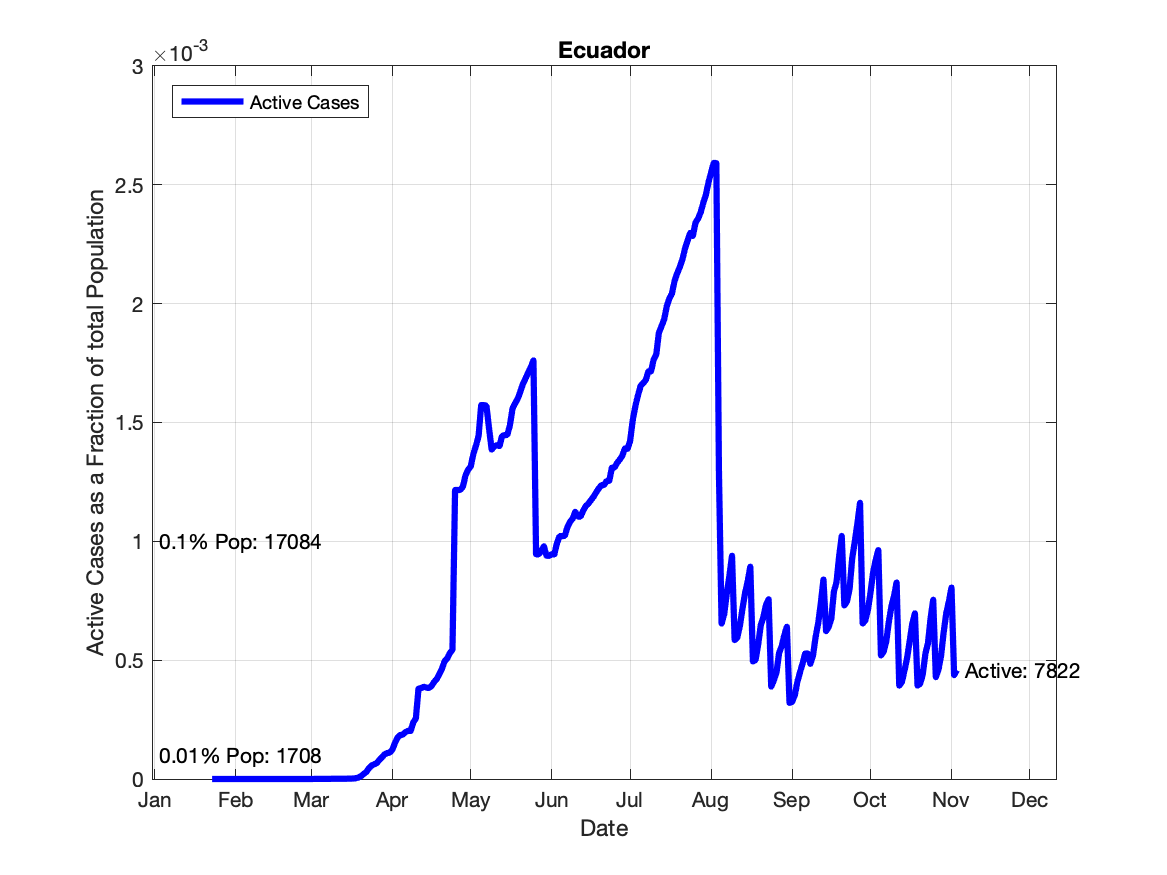 Ecuador
×10-3
Active Cases
3
2.5
2
1.5
1
0.5
0
Active Cases as a Fraction of total Population
0.1% Pop: 17084
0.01% Pop: 1708
Active: 7822
Jan Feb Mar Apr May Jun Jul Aug Sep Oct Nov Dec
Date